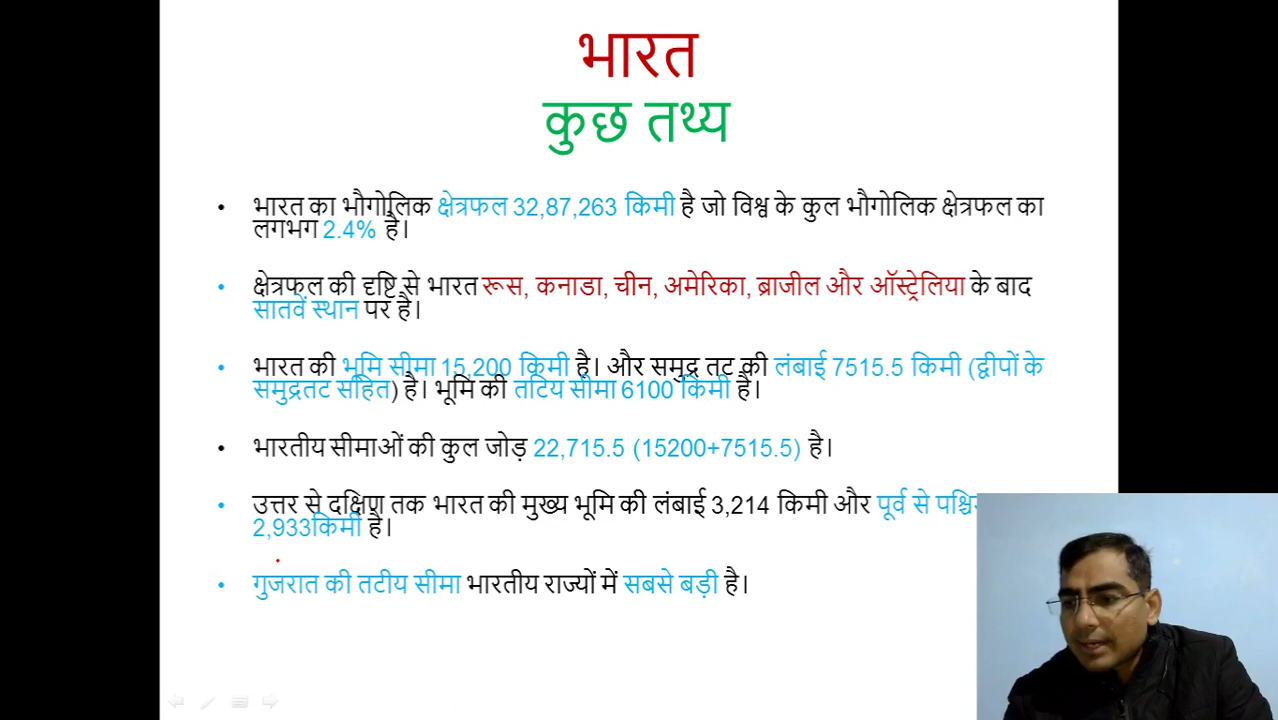 भारत
कुछ तथ्य
• भारत का भौगोलिक क्षेत्रफल 32,87,263 किमी है जो विश्व के कुल भौगोलिक क्षेत्रफल का
लगभग 2.4% है।
• क्षेत्रफल की दृष्टि से भारत रूस, कनाडा, चीन, अमेरिका, ब्राजील और ऑस्ट्रेलिया के बाद
सातवें स्थान पर है।
• भारत की भूमि सीमा 15,200 किमी है। और समुद्र तट की लंबाई 7515.5 किमी (द्वीपों के
समुद्रतट सहित) है। भूमि की तटिय सीमा 6100 किमी है।
• भारतीय सीमाओं की कुल जोड़ 22,715.5 (15200+7515.5) है।
• उत्तर से दक्षिण तक भारत की मुख्य भूमि की लंबाई 3,214 किमी और पूर्व से
2,933किमी है।
• गुजरात की तटीय सीमा भारतीय राज्यों में सबसे बड़ी है।